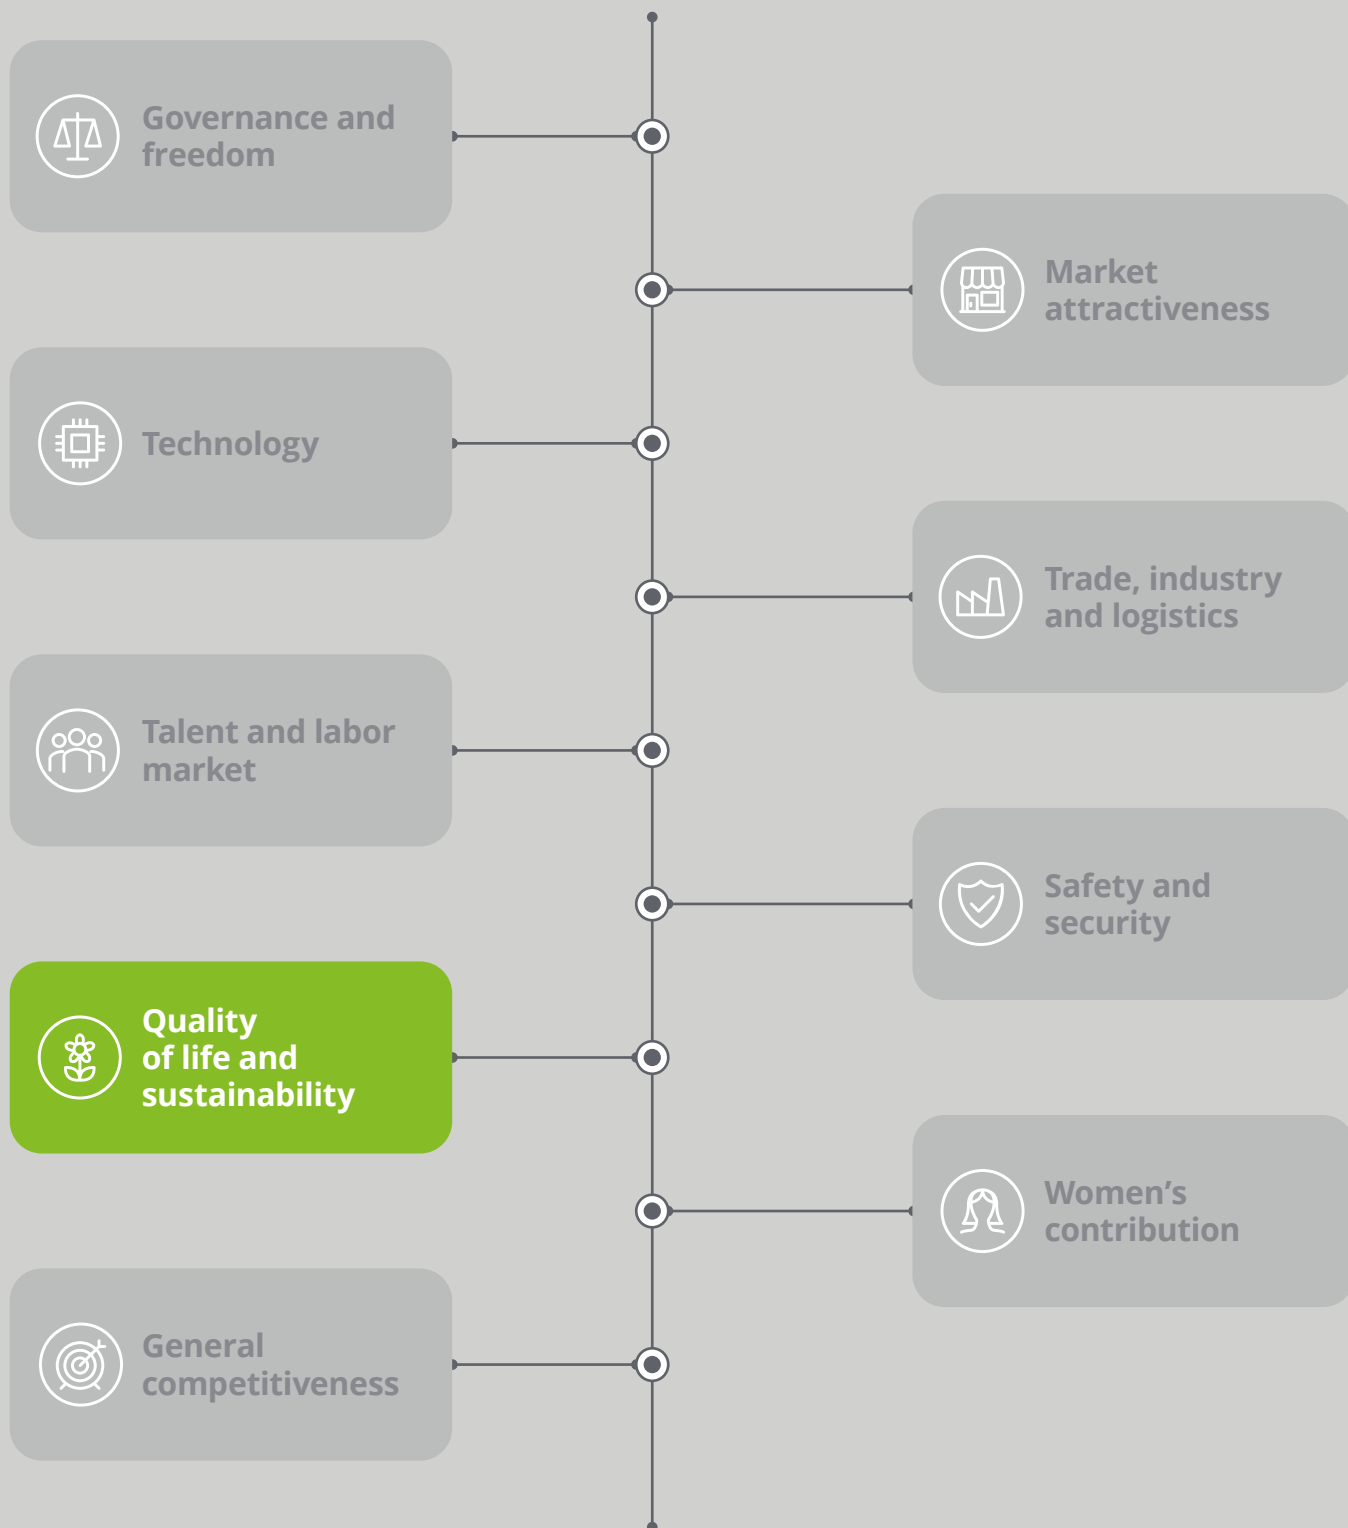 Governance and
freedom
Market
attractiveness
Technology
Trade, industry
and logistics
Talent and labor
market
Safety and
security
Quality
of life and
sustainability
Women’s
contribution
General
competitiveness